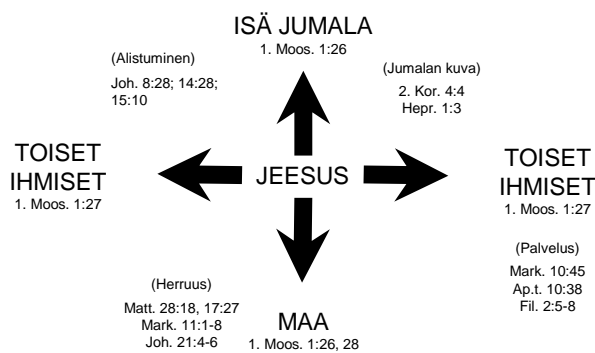 ISÄ JUMALA
1. Moos. 1:26
(Alistuminen)
Joh. 8:28; 14:28;
15:10
(Jumalan kuva)
2. Kor. 4:4
Hepr. 1:3
TOISET
IHMISET
1. Moos. 1:27
JEESUS
TOISET
IHMISET
1. Moos. 1:27
(Palvelus)
Mark. 10:45
Ap.t. 10:38
Fil. 2:5-8
(Herruus)
Matt. 28:18, 17:27
Mark. 11:1-8
Joh. 21:4-6
MAA
1. Moos. 1:26, 28